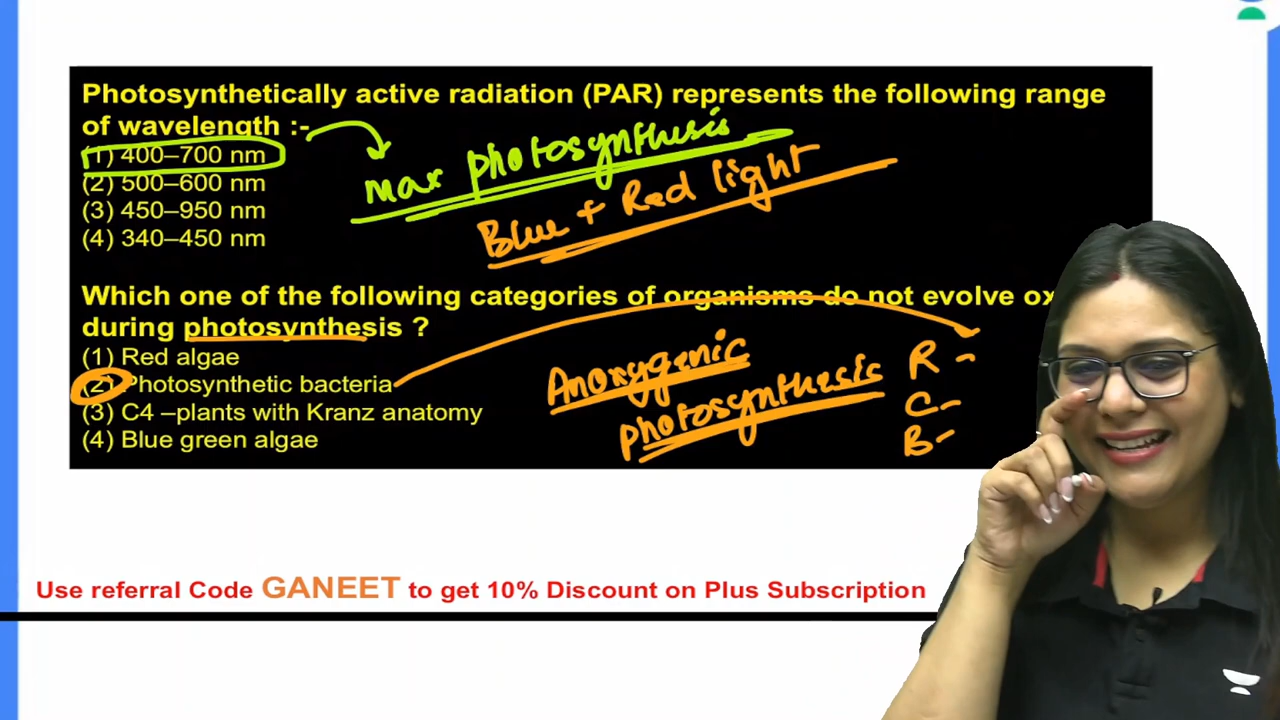 Photosynthetically active radiation (PAR) represents the following range
of wavelength :-
(1) 400–700 nm
(2) 500–600 nm
(3) 450–950 nm
(4) 340–450 nm
Max photosynthesis
Blue + Red light
Which one of the following categories of organisms do not evolve ox
during photosynthesis ?
(1) Red algae
(2) Photosynthetic bacteria
(3) C4 –plants with Kranz anatomy
(4) Blue green algae
Anoxygenic
photosynthesis
R -
C -
B -
Use referral Code GANEET to get 10% Discount on Plus Subscription